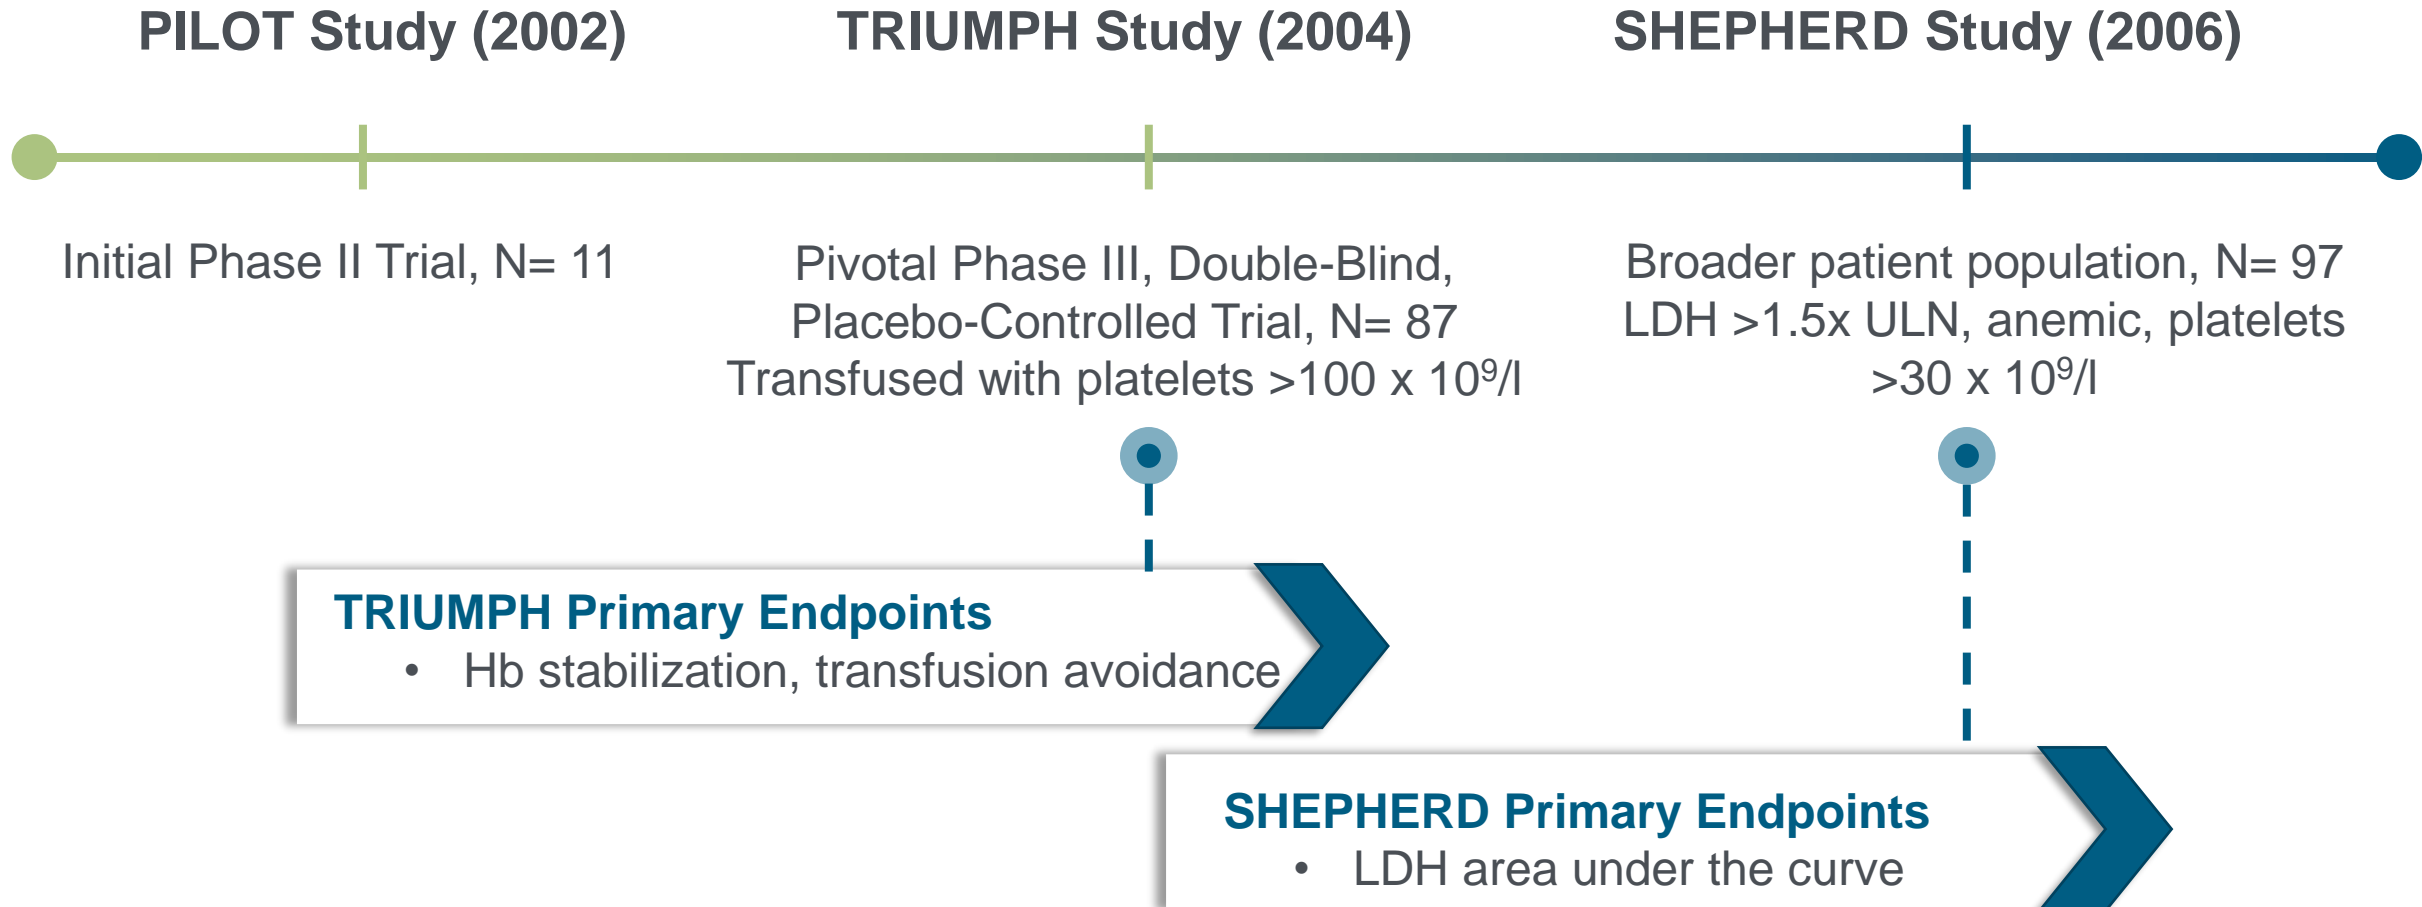 PILOT Study (2002)
TRIUMPH Study (2004)
SHEPHERD Study (2006)
Initial Phase II Trial, N= 11
Pivotal Phase III, Double-Blind,
Placebo-Controlled Trial, N= 87
Transfused with platelets >100 x 10⁹/l
Broader patient population, N= 97
LDH >1.5x ULN, anemic, platelets
>30 x 10⁹/l
TRIUMPH Primary Endpoints
• Hb stabilization, transfusion avoidance
SHEPHERD Primary Endpoints
• LDH area under the curve